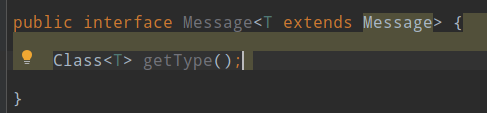 public interface Message<T extends Message> {
Class<T> getType();
}